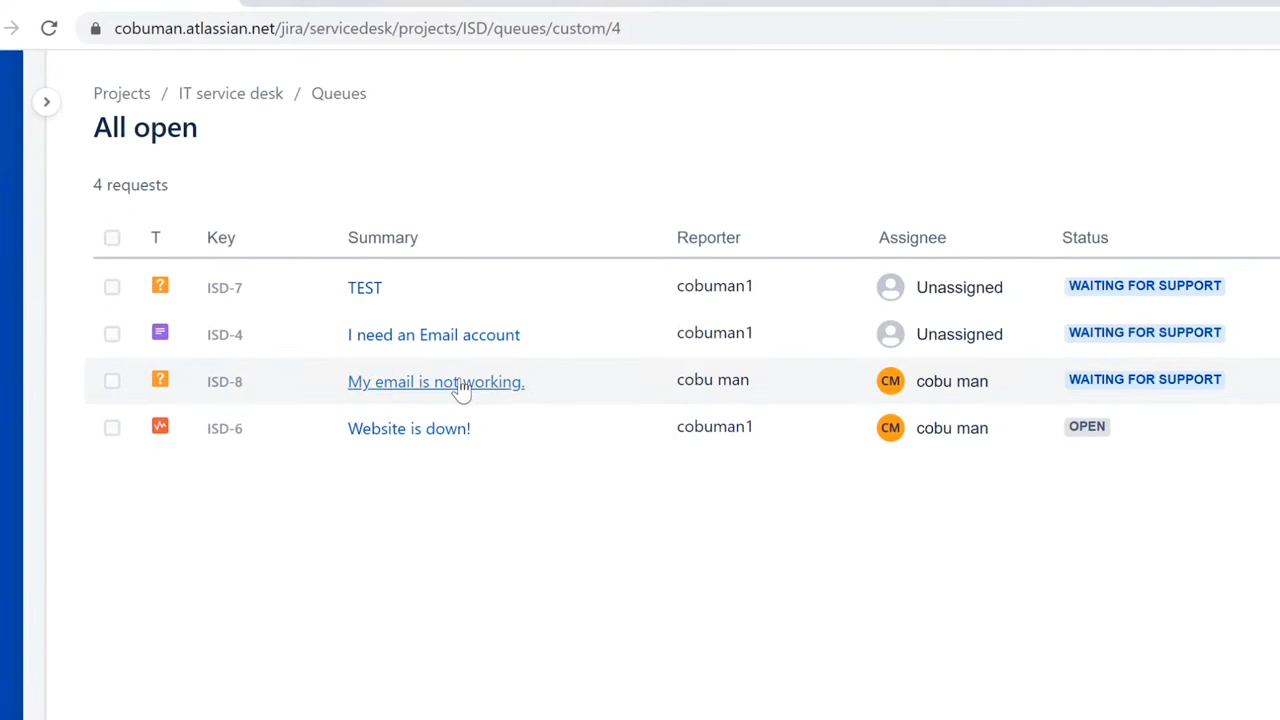 cobuman.atlassian.net/jira/servicedesk/projects/ISD/queues/custom/4
Projects / IT service desk / Queues
All open
4 requests
T Key Summary Reporter Assignee Status
? ISD-7 TEST cobuman1 Unassigned WAITING FOR SUPPORT
ISD-4 I need an Email account cobuman1 Unassigned WAITING FOR SUPPORT
? ISD-8 My email is not working. cobu man CM cobu man WAITING FOR SUPPORT
ISD-6 Website is down! cobuman1 CM cobu man OPEN